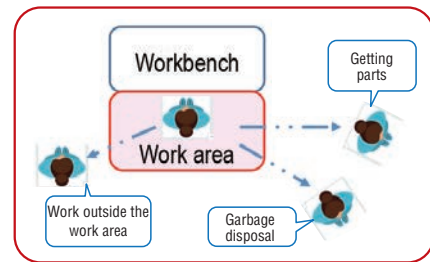 Workbench
Getting
parts
Work area
Work outside the
work area
Garbage
disposal